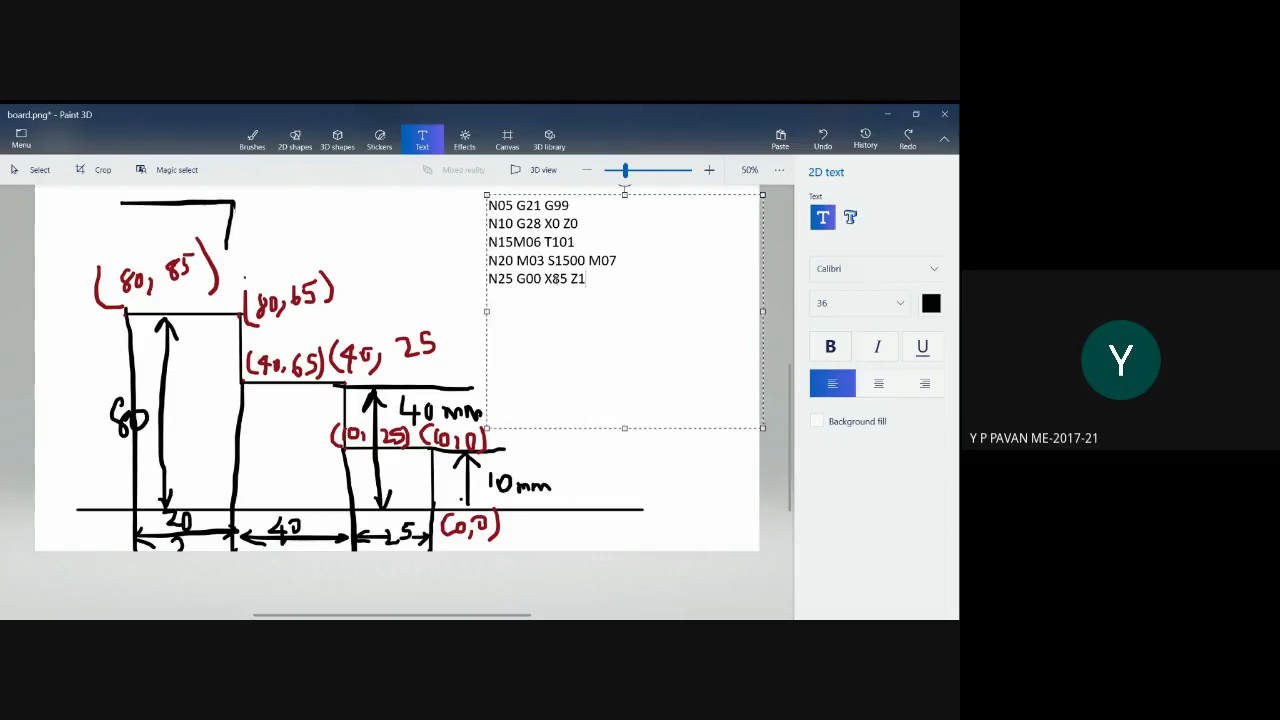 board.png* - Paint 3D
Menu
Brushes 2D shapes 3D shapes Stickers Text Effects Canvas 3D library Paste Undo History Redo
Select Crop Magic select Mixed reality 3D view 50%
2D text
Text
Calibri
36
B I U
Background fill
N05 G21 G99
N10 G28 X0 Z0
N15M06 T101
N20 M03 S1500 M07
N25 G00 X85 Z1
(80, 85)
(80,65)
(40,65) (40, 25
80
40 mm
(10, 25) (10,0)
10mm
20 40 25 (0,0)
Y
Y P PAVAN ME-2017-21